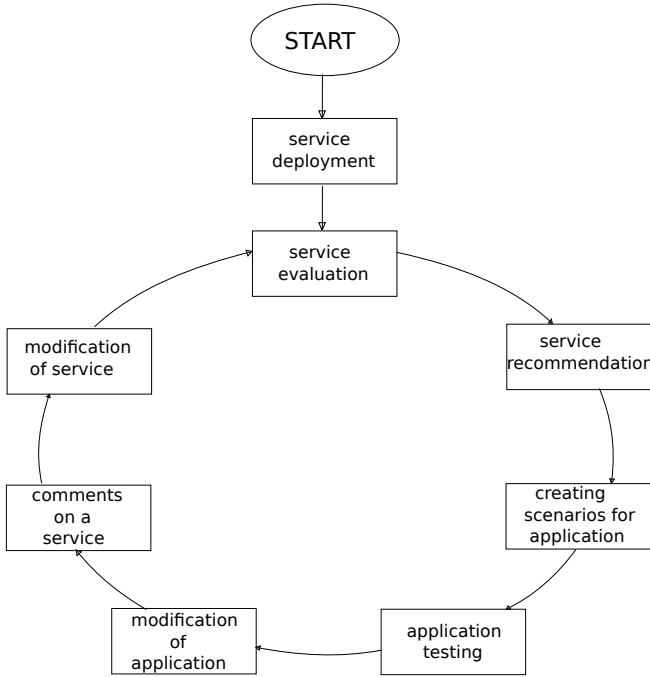 START
service
deployment
service
evaluation
service
recommendation
creating
scenarios for
application
application
testing
modification
of
application
comments
on a
service
modification
of service